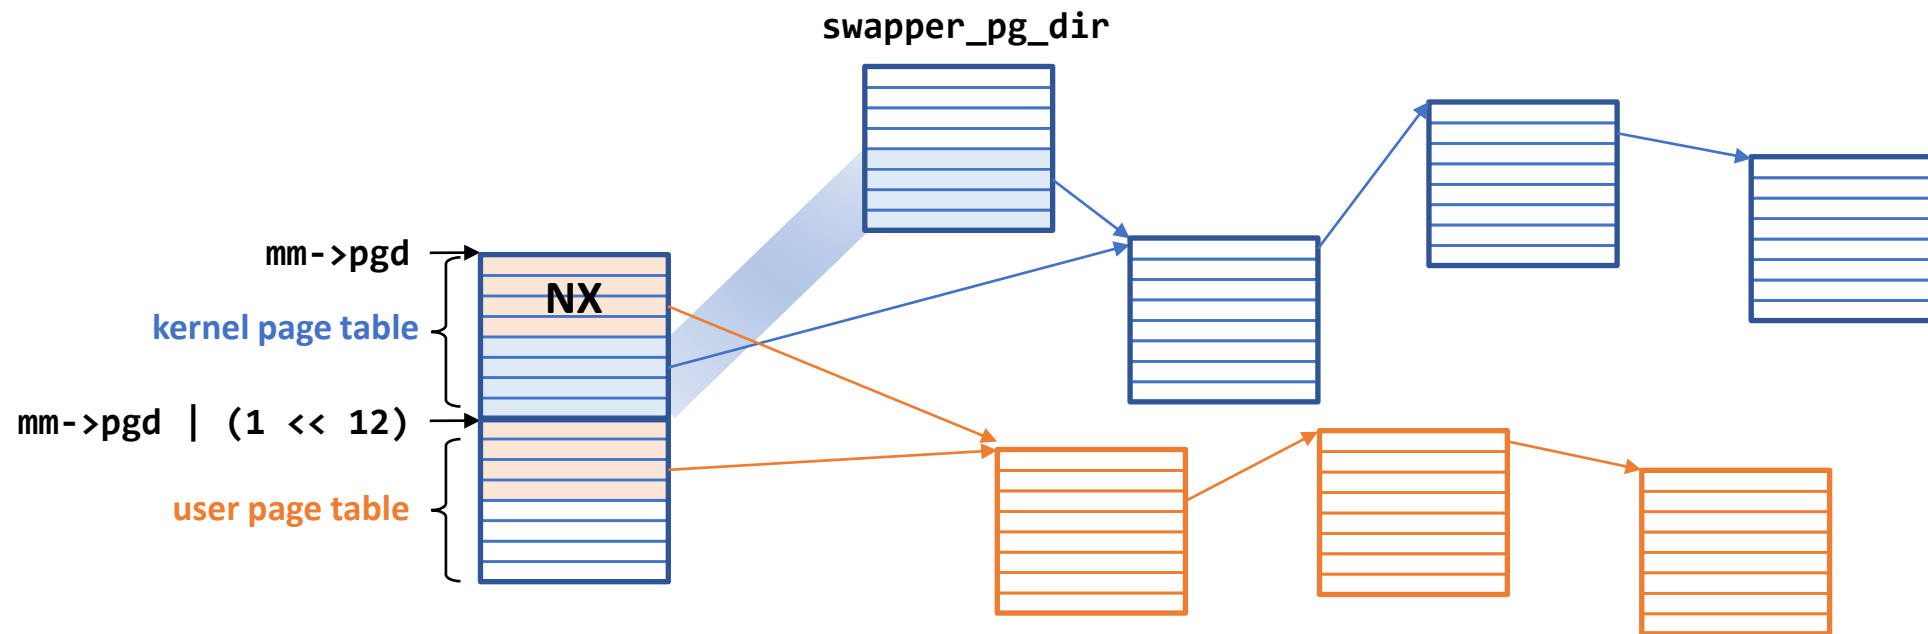 swapper_pg_dir
mm->pgd
NX
kernel page table
mm->pgd | (1 << 12)
user page table